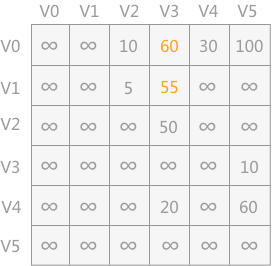 V0 V1 V2 V3 V4 V5
V0 ∞ ∞ 10 60 30 100
V1 ∞ ∞ 5 55 ∞ ∞
V2 ∞ ∞ ∞ 50 ∞ ∞
V3 ∞ ∞ ∞ ∞ ∞ 10
V4 ∞ ∞ ∞ 20 ∞ 60
V5 ∞ ∞ ∞ ∞ ∞ ∞